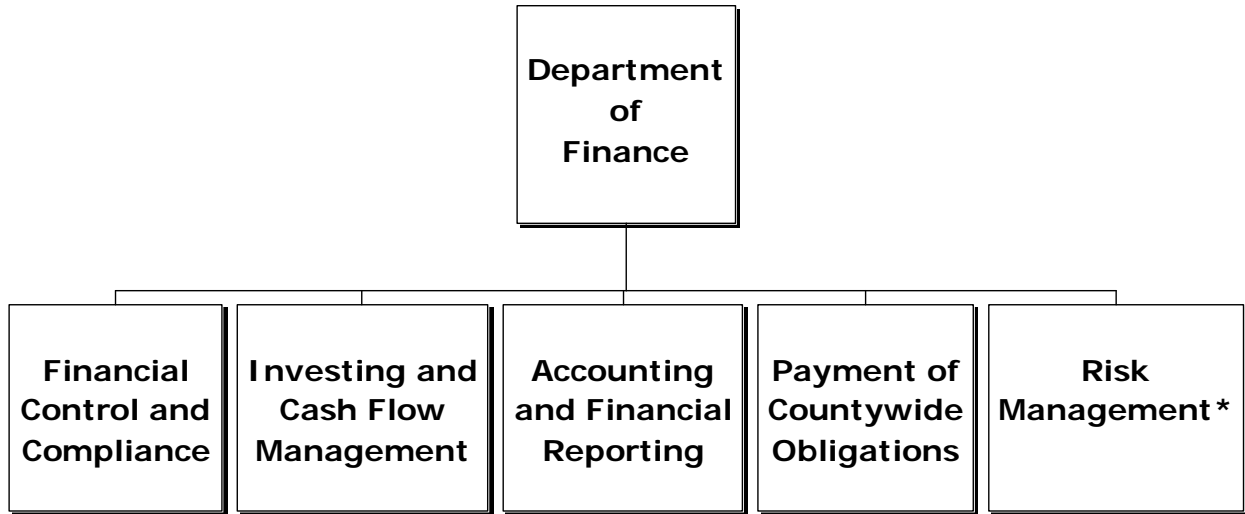 Department
of
Finance
Financial
Control and
Compliance
Investing and
Cash Flow
Management
Accounting
and Financial
Reporting
Payment of
Countywide
Obligations
Risk
Management*